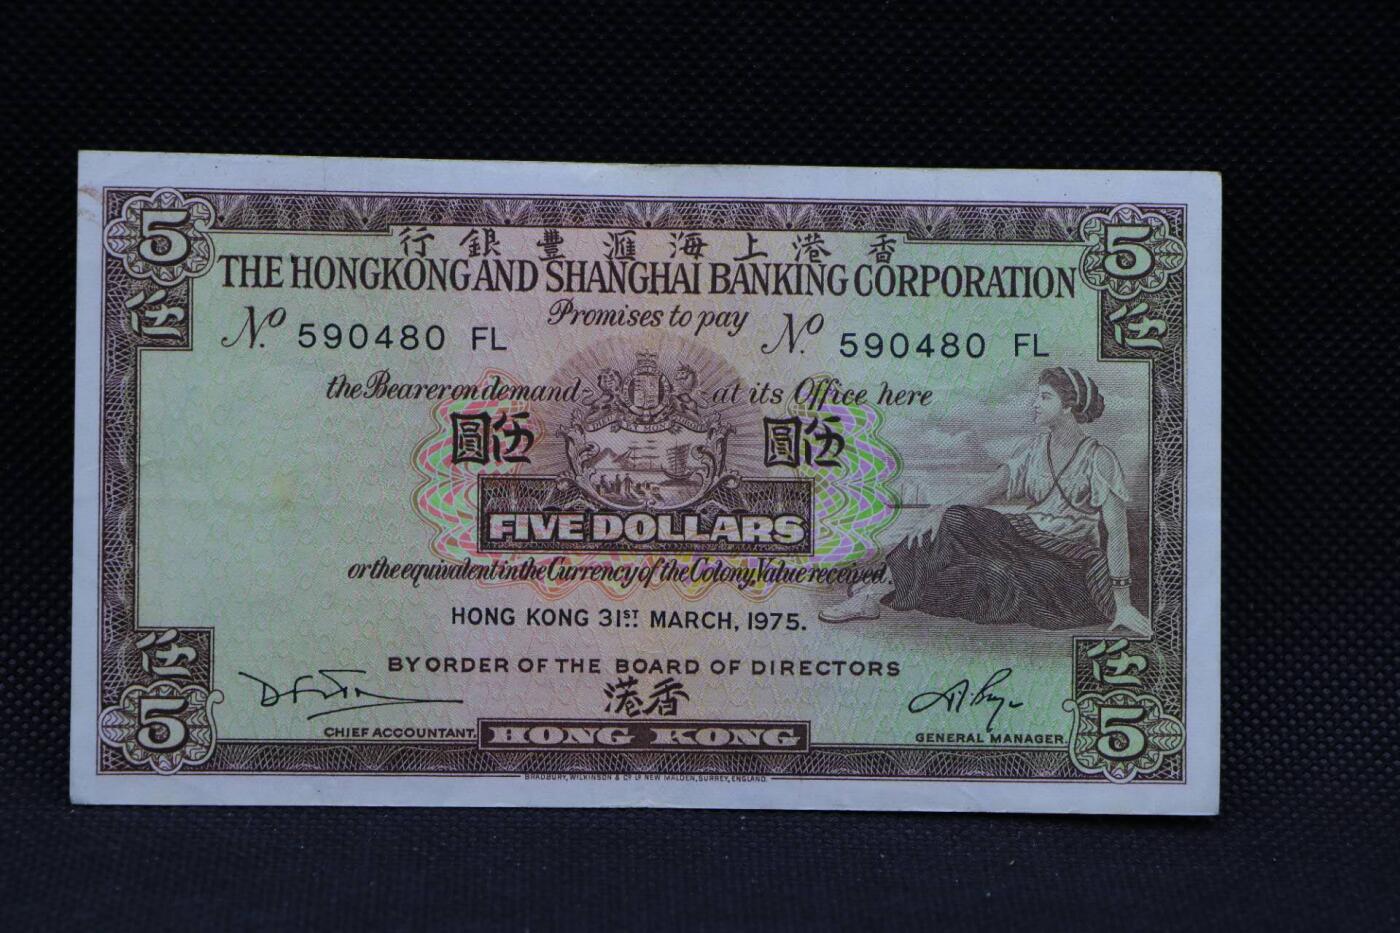 5
5
行銀豐滙海上港香
THE HONGKONG AND SHANGHAI BANKING CORPORATION
伍
伍
Promises to pay
No. 590480 FL
No. 590480 FL
the Bearer on demand
at its Office here
圓伍
圓伍
FIVE DOLLARS
or the equivalent in the Currency of the Colony, Value received.
HONG KONG 31ST MARCH, 1975.
BY ORDER OF THE BOARD OF DIRECTORS
伍
伍
港香
CHIEF ACCOUNTANT.
HONG KONG
GENERAL MANAGER.
5
5
BRADBURY, WILKINSON & Co. Ld NEW MALDEN, SURREY, ENGLAND.